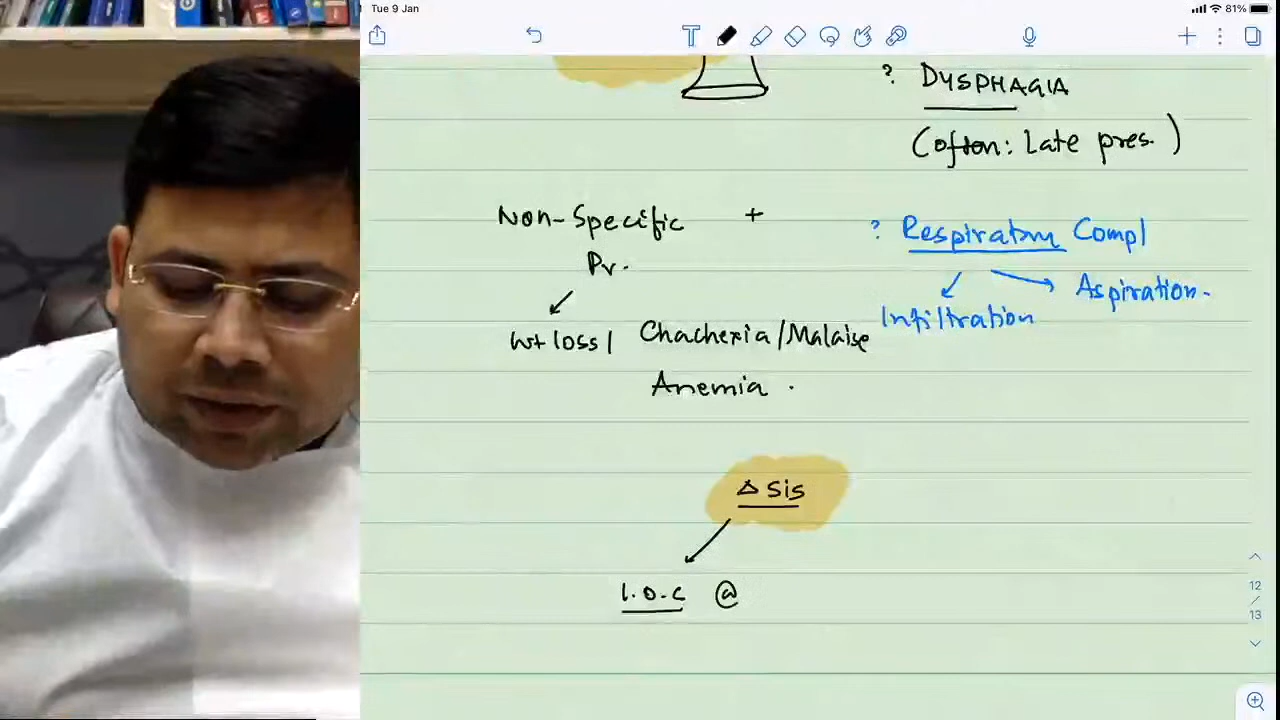 Tue 9 Jan
81%
? DYSPHAGIA
(often: Late pres.)
Non-Specific +
Pr.
? Respiratory Compl
Aspiration.
Infiltration
wt loss | Chachexia/Malaise
Anemia.
Δ sis
I.O.C @
12
/
13